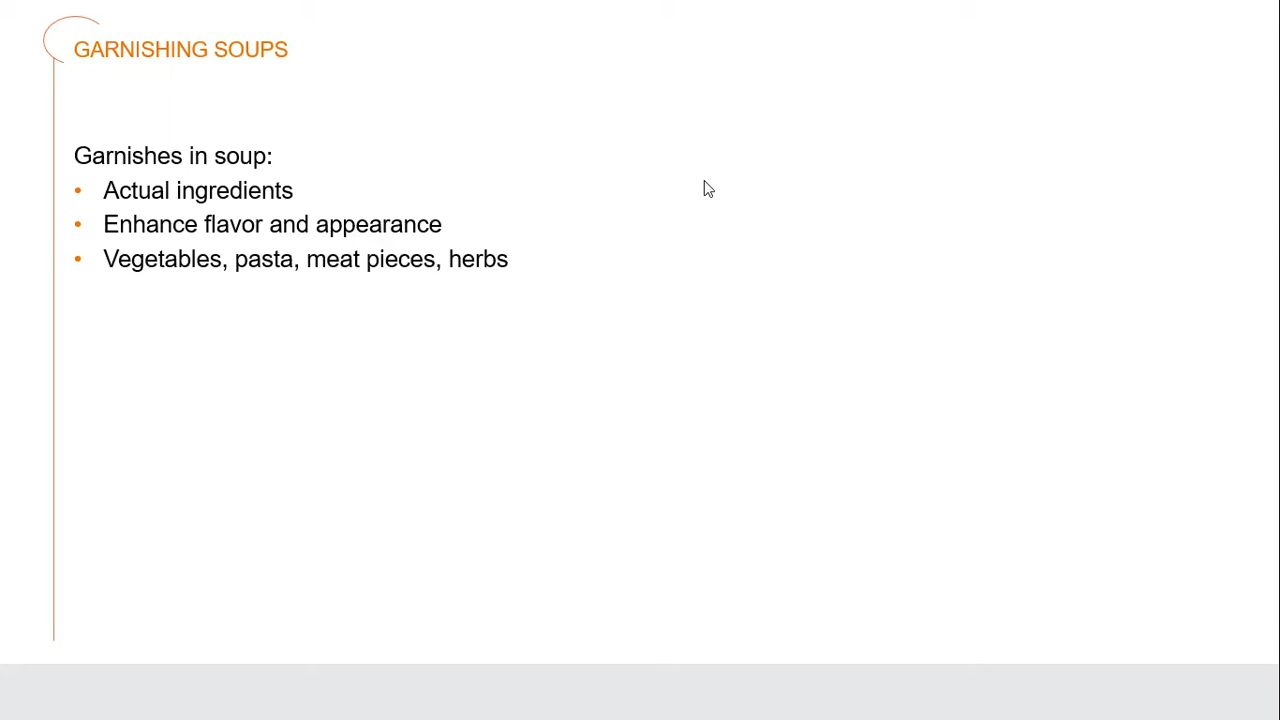 GARNISHING SOUPS
Garnishes in soup:
• Actual ingredients
• Enhance flavor and appearance
• Vegetables, pasta, meat pieces, herbs